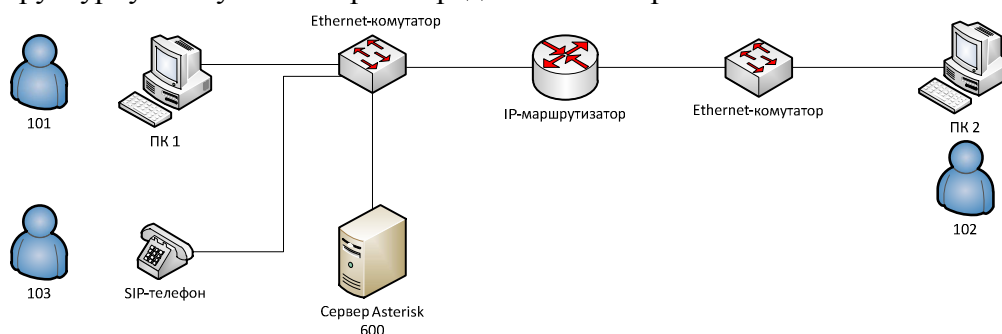 Ethernet-комутатор
101
ПК 1
IP-маршрутизатор
Ethernet-комутатор
ПК 2
102
103
SIP-телефон
Сервер Asterisk
600